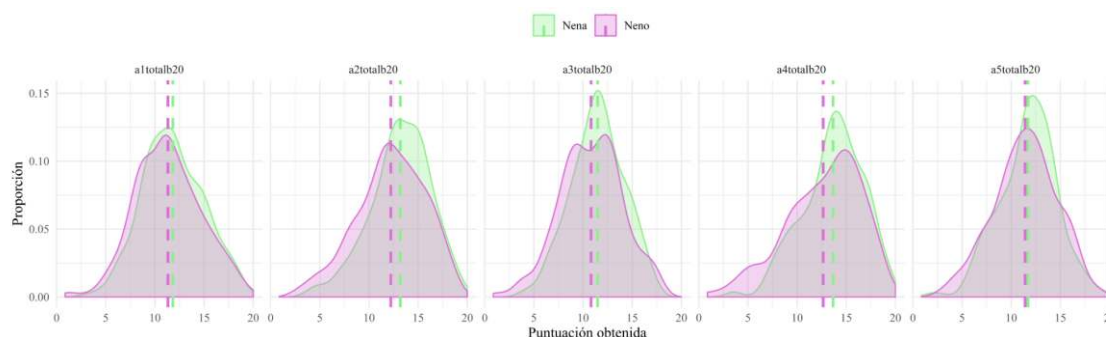 Nena Neno
a1totalb20 a2totalb20 a3totalb20 a4totalb20 a5totalb20
0.15
0.10
0.05
0.00
Proporción
0 5 10 15 20 0 5 10 15 20 0 5 10 15 20 0 5 10 15 20 0 5 10 15 20
Puntuación obtenida